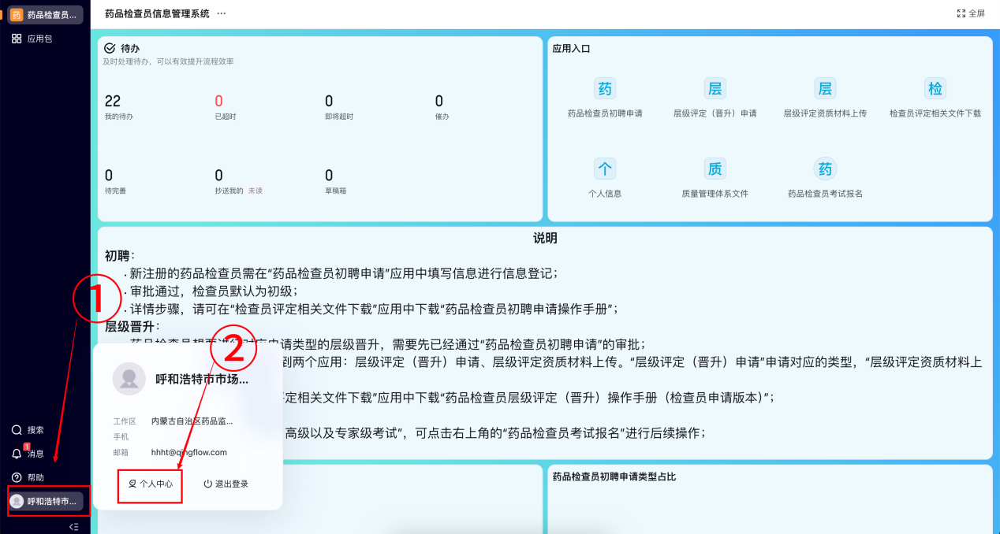 药 药品检查员...
应用包
搜索
1
消息
帮助
呼和浩特市...
药品检查员信息管理系统 ···
全屏
待办
及时处理待办，可以有效提升流程效率
22
我的待办
0
已超时
0
即将超时
0
催办
0
待完善
0
抄送我的 未读
0
草稿箱
应用入口
药
药品检查员初聘申请
层
层级评定（晋升）申请
层
层级评定资质材料上传
检
检查员评定相关文件下载
个
个人信息
质
质量管理体系文件
药
药品检查员考试报名
说明
初聘：
· 新注册的药品检查员需在“药品检查员初聘申请”应用中填写信息进行信息登记；
· 审批通过，检查员默认为初级；
· 详情步骤，请可在“检查员评定相关文件下载”应用中下载“药品检查员初聘申请操作手册”；
层级晋升：
药品检查员想要进行对应申请类型的层级晋升，需要先已经通过“药品检查员初聘申请”的审批；
到两个应用：层级评定（晋升）申请、层级评定资质材料上传。“层级评定（晋升）申请”申请对应的类型，“层级评定资质材料上
评定相关文件下载”应用中下载“药品检查员层级评定（晋升）操作手册（检查员申请版本）”；
高级以及专家级考试”，可点击右上角的“药品检查员考试报名”进行后续操作；
药品检查员初聘申请类型占比
1
2
呼和浩特市市场...
工作区 内蒙古自治区药品监...
手机
邮箱 hhht@qingflow.com
个人中心
退出登录